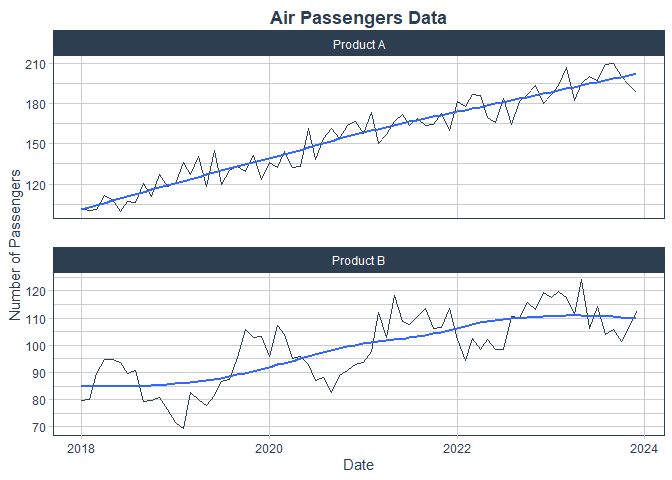 Air Passengers Data
Product A
210
180
150
120
Product B
120
110
100
90
80
70
2018 2020 2022 2024
Date
Number of Passengers